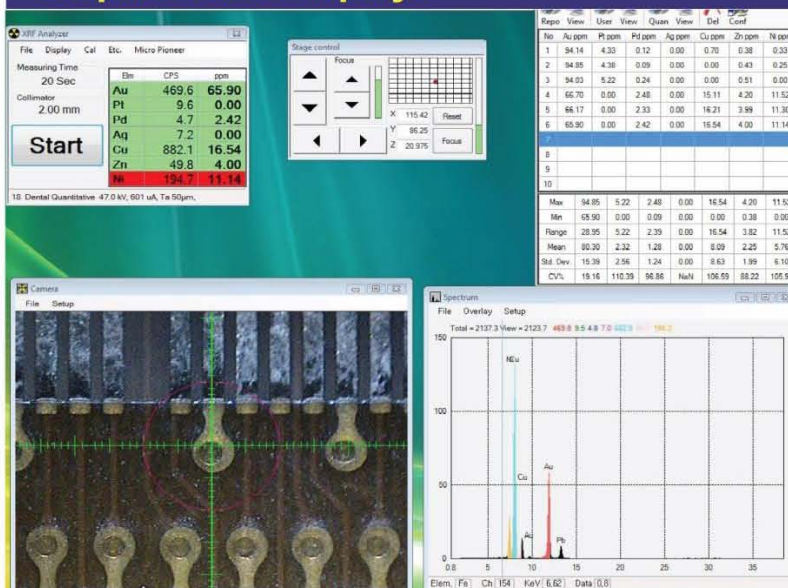 XRF Analyzer
File Display Cal Etc. Micro Pioneer
Measuring Time
20 Sec
Collimator
2.00 mm
Start
Elm CPS ppm
Au 469.6 65.90
Pt 9.6 0.00
Pd 4.7 2.42
Ag 7.2 0.00
Cu 882.1 16.54
Zn 49.8 4.00
Ni 194.7 11.14
18 Dental Quantitative 47.0 kV, 601 uA, Ta 50µm,
Stage control
Focus
X 115.42 Reset
Y 86.25
Z 20.975 Focus
Repo View User View Quan View Del Conf
No Au ppm Pt ppm Pd ppm Ag ppm Cu ppm Zn ppm Ni ppm
1 94.14 4.33 0.12 0.00 0.70 0.38 0.33
2 94.85 4.38 0.09 0.00 0.00 0.43 0.25
3 94.03 5.22 0.24 0.00 0.00 0.51 0.00
4 66.70 0.00 2.48 0.00 15.11 4.20 11.52
5 66.17 0.00 2.33 0.00 16.21 3.99 11.30
6 65.90 0.00 2.42 0.00 16.54 4.00 11.14
7
8
9
10
Max 94.85 5.22 2.48 0.00 16.54 4.20 11.52
Min 65.90 0.00 0.09 0.00 0.00 0.38 0.00
Range 28.95 5.22 2.39 0.00 16.54 3.82 11.52
Mean 80.30 2.32 1.28 0.00 8.09 2.25 5.76
Std. Dev. 15.39 2.56 1.24 0.00 8.63 1.99 6.10
CV% 19.16 110.39 96.86 NaN 106.59 88.22 105.9
Camera
File Setup
Spectrum
File Overlay Setup
Total = 2137.3 View = 2123.7 469.6 9.5 4.8 7.0
150
100
50
Cu
Au
Au
Pb
0.8 5 10 15 20 25 30 35
Elem. Fe Ch 154 KeV 6.62 Data 0.8